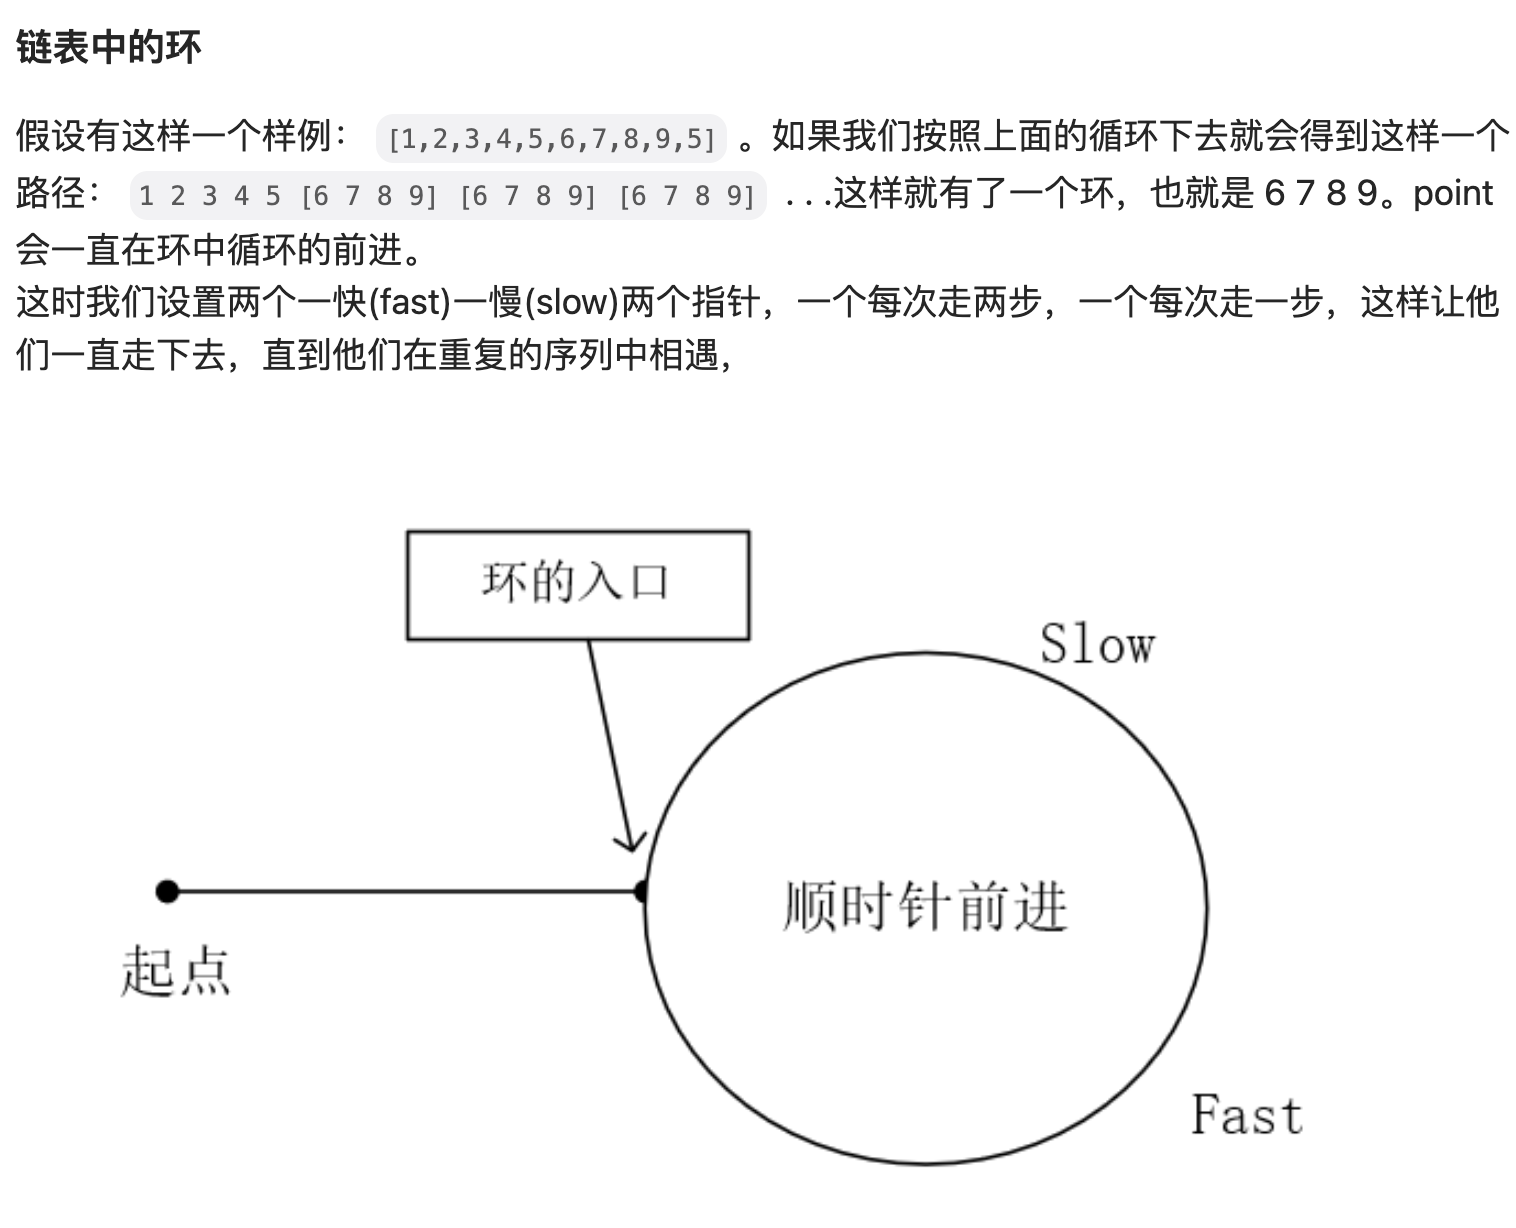 链表中的环
假设有这样一个样例： [1,2,3,4,5,6,7,8,9,5] 。如果我们按照上面的循环下去就会得到这样一个
路径： 1 2 3 4 5 [6 7 8 9] [6 7 8 9] [6 7 8 9] . . .这样就有了一个环，也就是 6 7 8 9。point
会一直在环中循环的前进。
这时我们设置两个一快(fast)一慢(slow)两个指针，一个每次走两步，一个每次走一步，这样让他
们一直走下去，直到他们在重复的序列中相遇，
环的入口
Slow
顺时针前进
起点
Fast